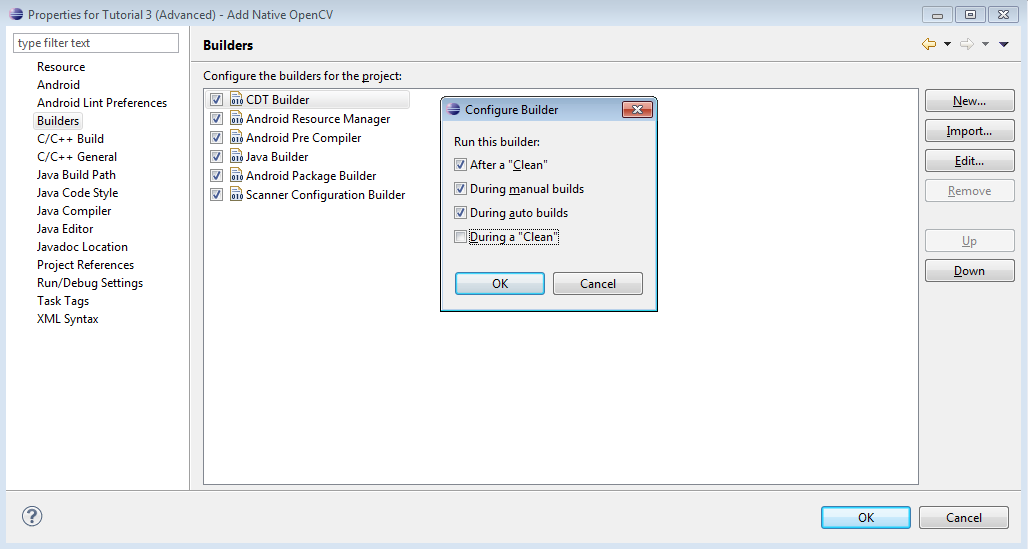 Properties for Tutorial 3 (Advanced) - Add Native OpenCV
type filter text
Resource
Android
Android Lint Preferences
Builders
C/C++ Build
C/C++ General
Java Build Path
Java Code Style
Java Compiler
Java Editor
Javadoc Location
Project References
Run/Debug Settings
Task Tags
XML Syntax
Builders
Configure the builders for the project:
CDT Builder
Android Resource Manager
Android Pre Compiler
Java Builder
Android Package Builder
Scanner Configuration Builder
Configure Builder
Run this builder:
After a "Clean"
During manual builds
During auto builds
During a "Clean"
OK
Cancel
New...
Import...
Edit...
Remove
Up
Down
?
OK
Cancel